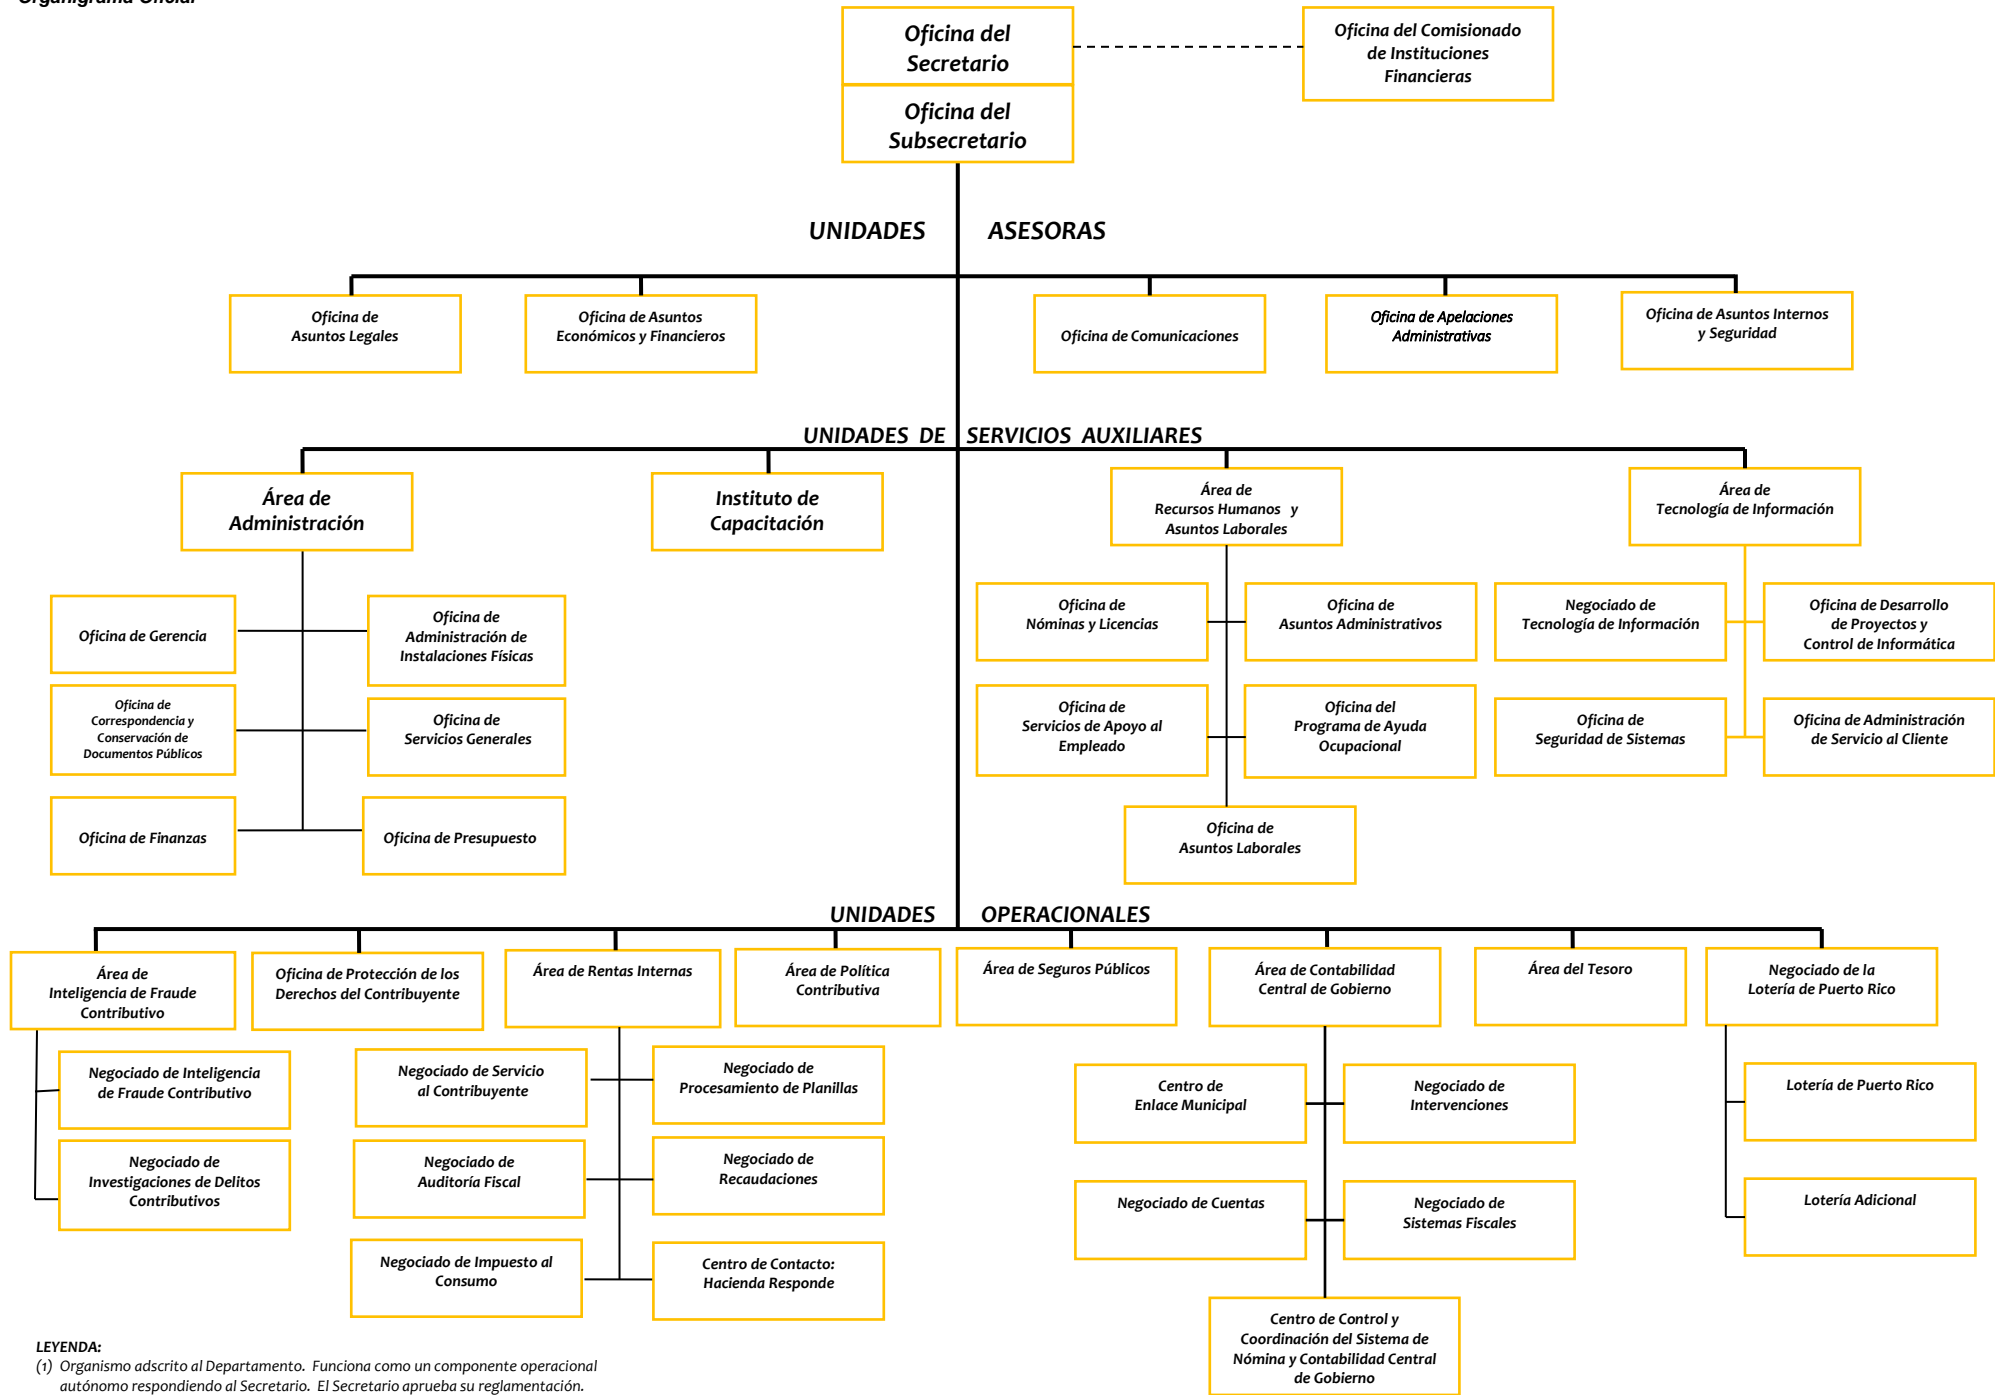 Organigrama Oficial
Oficina del
Secretario
Oficina del Comisionado
de Instituciones
Financieras
Oficina del
Subsecretario
UNIDADES ASESORAS
Oficina de
Asuntos Legales
Oficina de Asuntos
Económicos y Financieros
Oficina de Comunicaciones
Oficina de Apelaciones
Administrativas
Oficina de Asuntos Internos
y Seguridad
UNIDADES DE SERVICIOS AUXILIARES
Área de
Administración
Instituto de
Capacitación
Área de
Recursos Humanos y
Asuntos Laborales
Área de
Tecnología de Información
Oficina de Gerencia
Oficina de
Administración de
Instalaciones Físicas
Oficina de
Correspondencia y
Conservación de
Documentos Públicos
Oficina de
Servicios Generales
Oficina de Finanzas
Oficina de Presupuesto
Oficina de
Nóminas y Licencias
Oficina de
Asuntos Administrativos
Oficina de
Servicios de Apoyo al
Empleado
Oficina del
Programa de Ayuda
Ocupacional
Oficina de
Asuntos Laborales
Negociado de
Tecnología de Información
Oficina de Desarrollo
de Proyectos y
Control de Informática
Oficina de
Seguridad de Sistemas
Oficina de Administración
de Servicio al Cliente
UNIDADES OPERACIONALES
Área de
Inteligencia de Fraude
Contributivo
Oficina de Protección de los
Derechos del Contribuyente
Área de Rentas Internas
Área de Política
Contributiva
Área de Seguros Públicos
Área de Contabilidad
Central de Gobierno
Área del Tesoro
Negociado de la
Lotería de Puerto Rico
Negociado de Inteligencia
de Fraude Contributivo
Negociado de
Investigaciones de Delitos
Contributivos
Negociado de Servicio
al Contribuyente
Negociado de
Procesamiento de Planillas
Negociado de
Auditoría Fiscal
Negociado de
Recaudaciones
Negociado de Impuesto al
Consumo
Centro de Contacto:
Hacienda Responde
Centro de
Enlace Municipal
Negociado de
Intervenciones
Negociado de Cuentas
Negociado de
Sistemas Fiscales
Centro de Control y
Coordinación del Sistema de
Nómina y Contabilidad Central
de Gobierno
Lotería de Puerto Rico
Lotería Adicional
LEYENDA:
(1) Organismo adscrito al Departamento. Funciona como un componente operacional
autónomo respondiendo al Secretario. El Secretario aprueba su reglamentación.